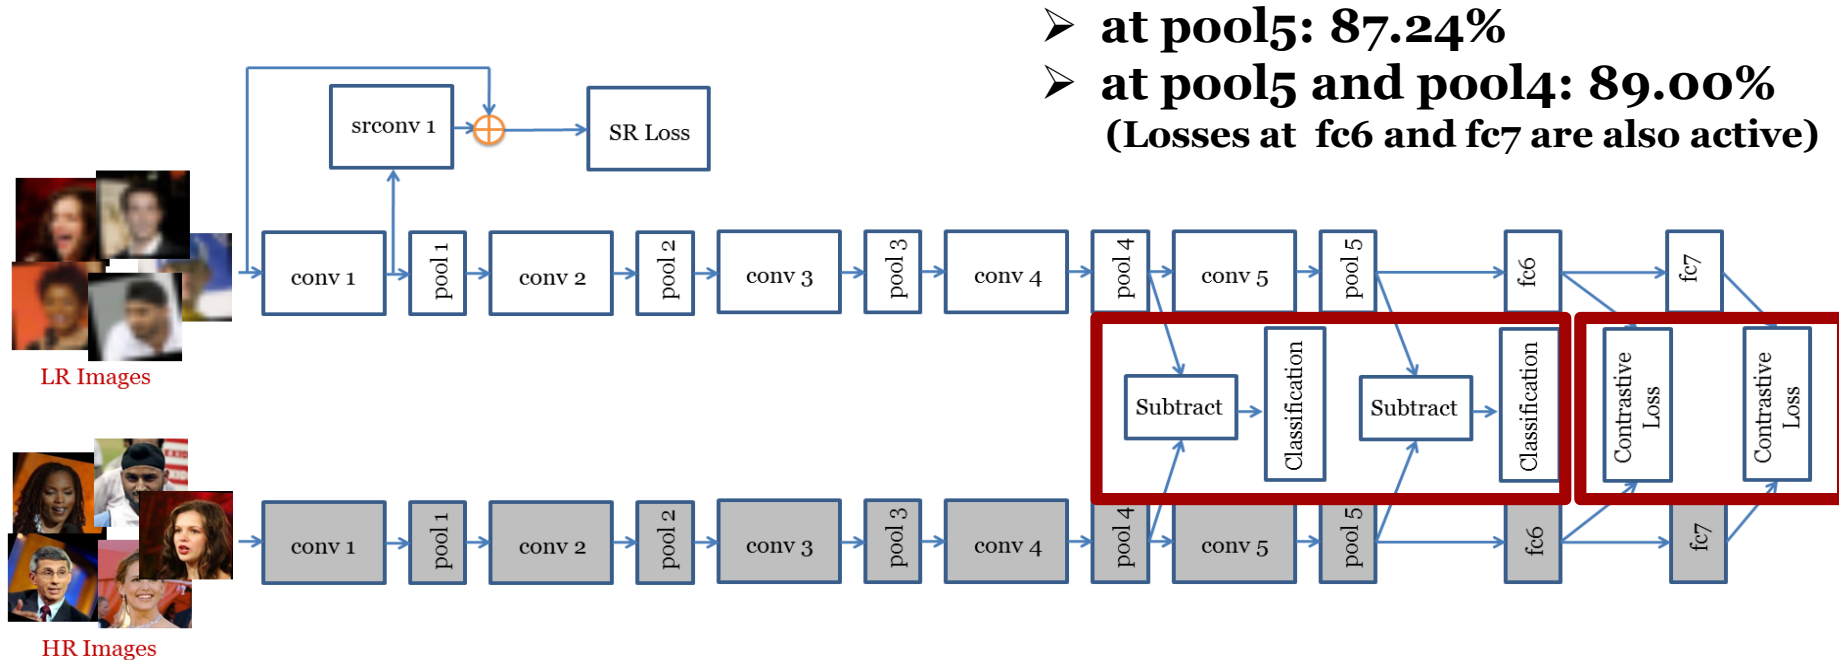 ➢ at pool5: 87.24%
➢ at pool5 and pool4: 89.00%
(Losses at fc6 and fc7 are also active)
srconv 1
SR Loss
conv 1
pool 1
conv 2
pool 2
conv 3
pool 3
conv 4
pool 4
conv 5
pool 5
fc6
fc7
LR Images
Subtract
Classification
Subtract
Classification
Contrastive
Loss
Contrastive
Loss
conv 1
pool 1
conv 2
pool 2
conv 3
pool 3
conv 4
pool 4
conv 5
pool 5
fc6
fc7
HR Images